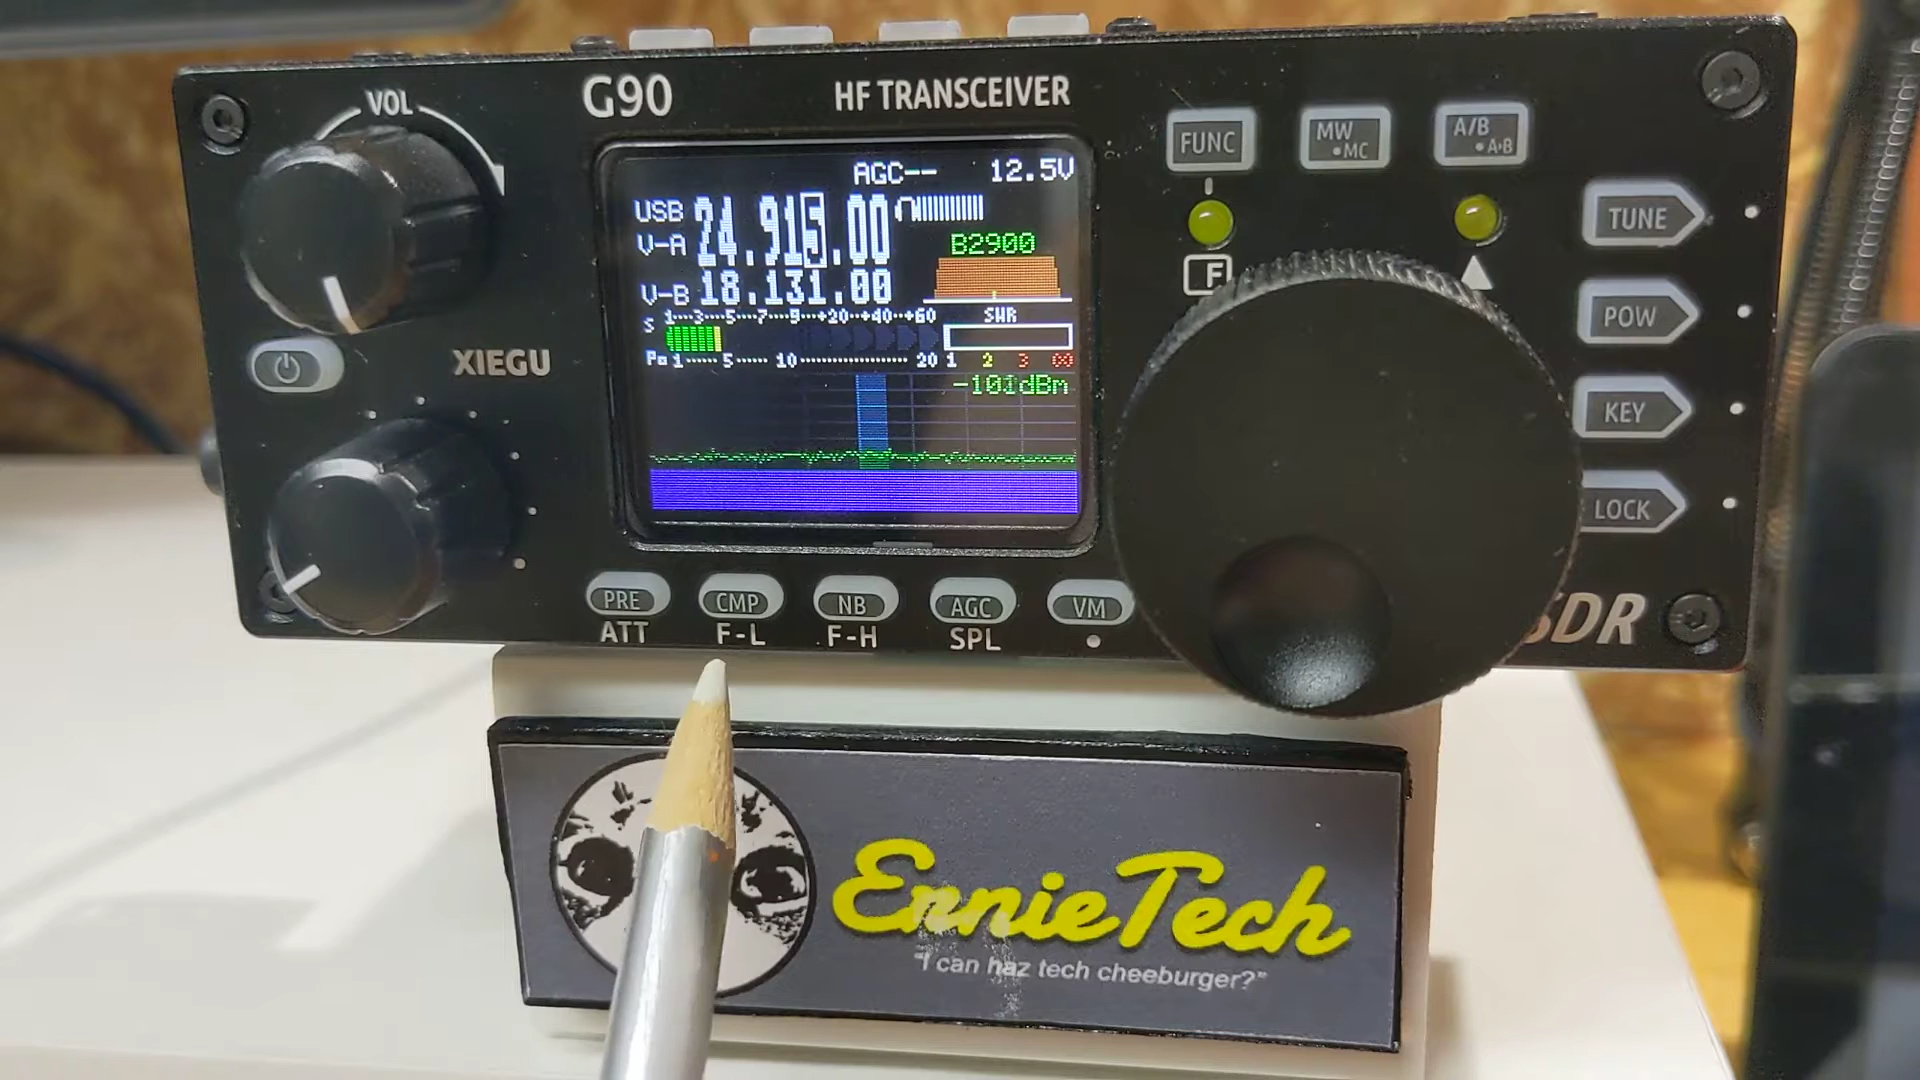 VOL
G90
HF TRANSCEIVER
FUNC
MW
•MC
A/B
•A›B
AGC-- 12.5V
USB 24.915.00
V-A
B2900
V-B 18.131.00
S 1···3···5···7···9··+20··+40··+60 SWR
Po 1·····5·····10··············20 1 2 3 ∞
-101dBm
F
TUNE
POW
KEY
LOCK
XIEGU
PRE CMP NB AGC VM
ATT F-L F-H SPL
SDR
ErnieTech
"I can haz tech cheeburger?"